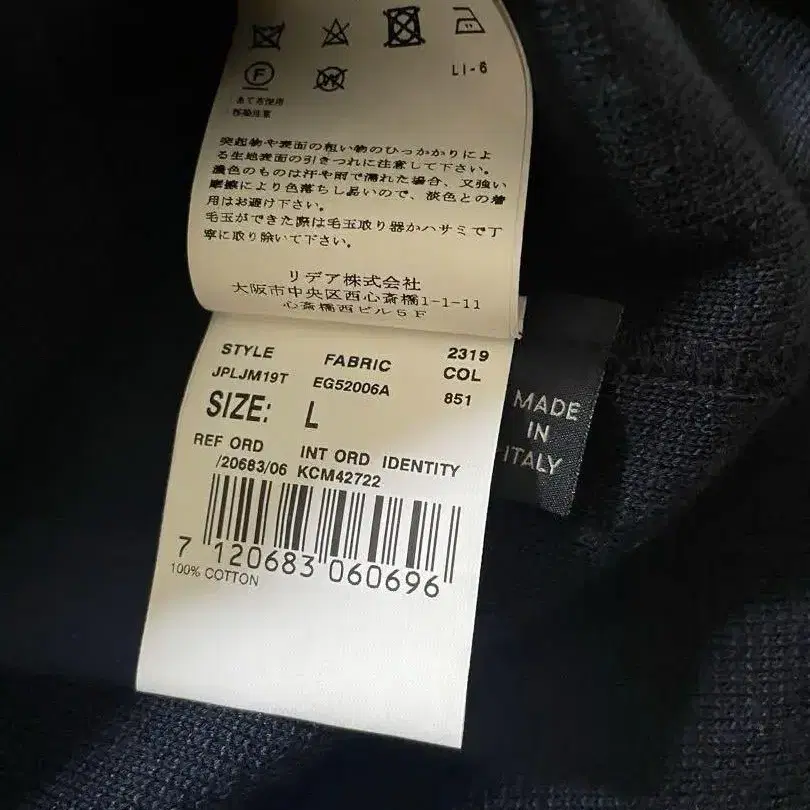 F
W
LI-6
あて布使用
移染注意
突起物や表面の粗い物のひっかかりによ
る生地表面の引きつれに注意して下さい。
濃色のものは汗や雨で濡れた場合、又強い
摩擦により色落ちし易いので、淡色との着
用はお避け下さい。
毛玉ができた際は毛玉取り器かハサミで丁
寧に取り除いて下さい。
リデア株式会社
大阪市中央区西心斎橋1-1-11
心斎橋西ビル5F
STYLE FABRIC 2319
JPLJM19T EG52006A COL
851
SIZE: L
REF ORD INT ORD IDENTITY
/20683/06 KCM42722
7 120683 060696
100% COTTON
MADE
IN
ITALY